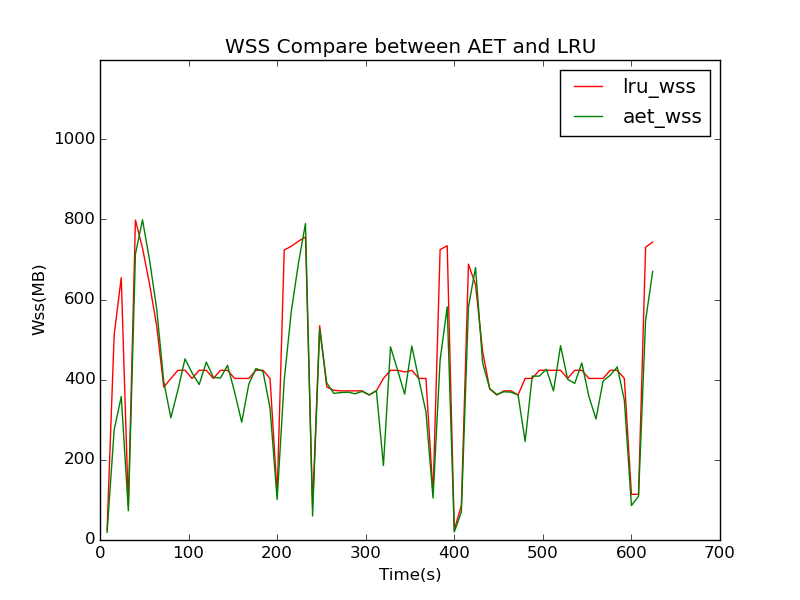 WSS Compare between AET and LRU
lru_wss
aet_wss
Wss(MB)
1000
800
600
400
200
0
0 100 200 300 400 500 600 700
Time(s)